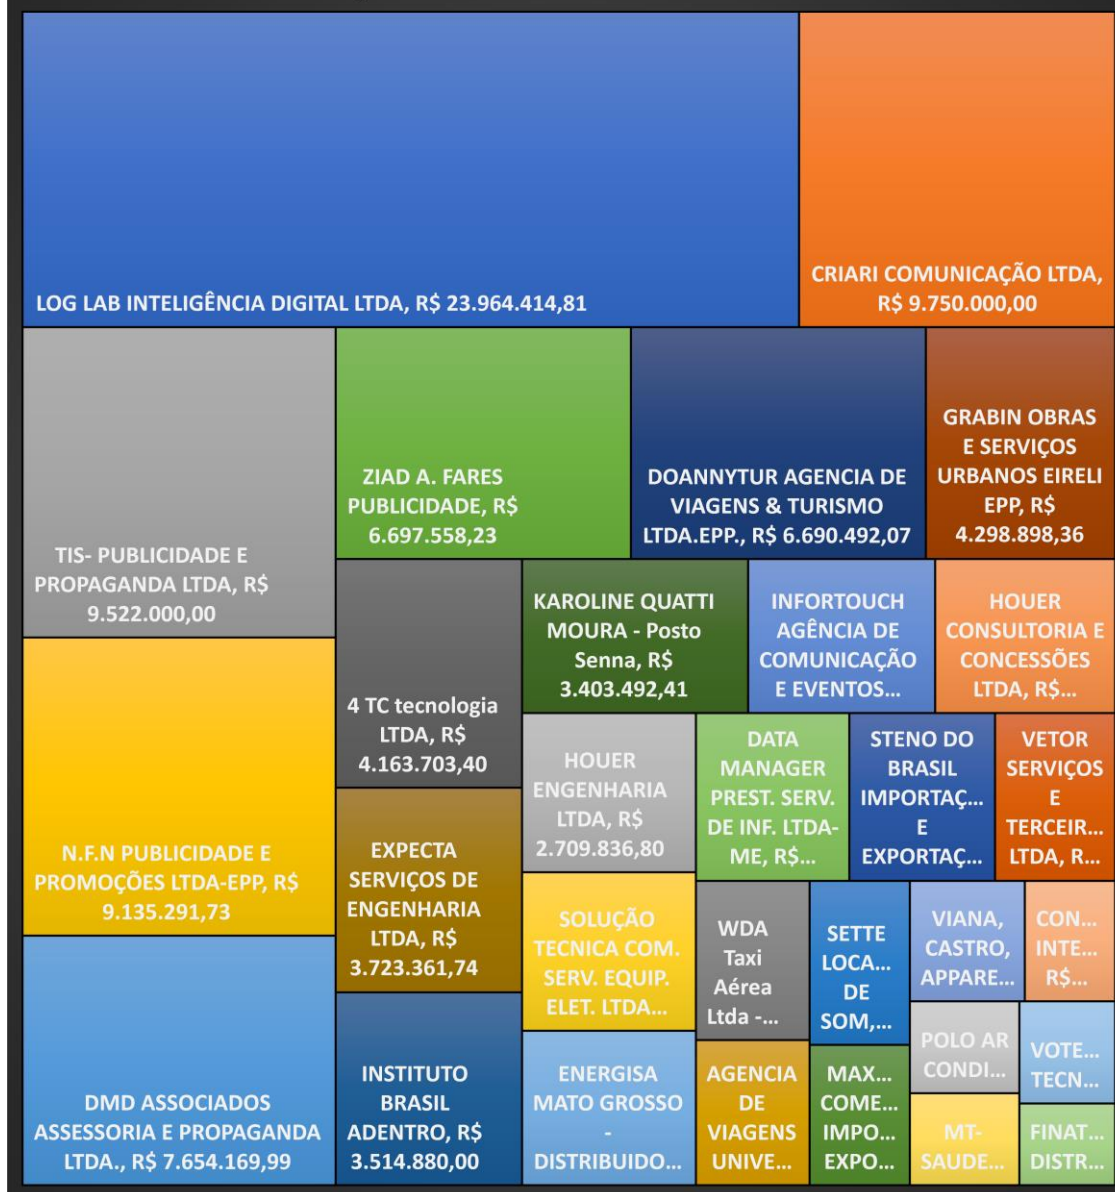 LOG LAB INTELIGÊNCIA DIGITAL LTDA, R$ 23.964.414,81
CRIARI COMUNICAÇÃO LTDA,
R$ 9.750.000,00
TIS- PUBLICIDADE E
PROPAGANDA LTDA, R$
9.522.000,00
ZIAD A. FARES
PUBLICIDADE, R$
6.697.558,23
DOANNYTUR AGENCIA DE
VIAGENS & TURISMO
LTDA.EPP., R$ 6.690.492,07
GRABIN OBRAS
E SERVIÇOS
URBANOS EIRELI
EPP, R$
4.298.898,36
N.F.N PUBLICIDADE E
PROMOÇÕES LTDA-EPP, R$
9.135.291,73
4 TC tecnologia
LTDA, R$
4.163.703,40
KAROLINE QUATTI
MOURA - Posto
Senna, R$
3.403.492,41
INFORTOUCH
AGÊNCIA DE
COMUNICAÇÃO
E EVENTOS...
HOUER
CONSULTORIA E
CONCESSÕES
LTDA, R$...
HOUER
ENGENHARIA
LTDA, R$
2.709.836,80
DATA
MANAGER
PREST. SERV.
DE INF. LTDA-
ME, R$...
STENO DO
BRASIL
IMPORTAÇ...
E
EXPORTAÇ...
VETOR
SERVIÇOS
E
TERCEIR...
LTDA, R...
EXPECTA
SERVIÇOS DE
ENGENHARIA
LTDA, R$
3.723.361,74
SOLUÇÃO
TECNICA COM.
SERV. EQUIP.
ELET. LTDA...
WDA
Taxi
Aérea
Ltda -...
SETTE
LOCA...
DE
SOM,...
VIANA,
CASTRO,
APPARE...
CON...
INTE...
R$...
DMD ASSOCIADOS
ASSESSORIA E PROPAGANDA
LTDA., R$ 7.654.169,99
INSTITUTO
BRASIL
ADENTRO, R$
3.514.880,00
ENERGISA
MATO GROSSO
-
DISTRIBUIDO...
AGENCIA
DE
VIAGENS
UNIVE...
MAX...
COME...
IMPO...
EXPO...
POLO AR
CONDI...
VOTE...
TECN...
MT-
SAUDE...
FINAT...
DISTR...